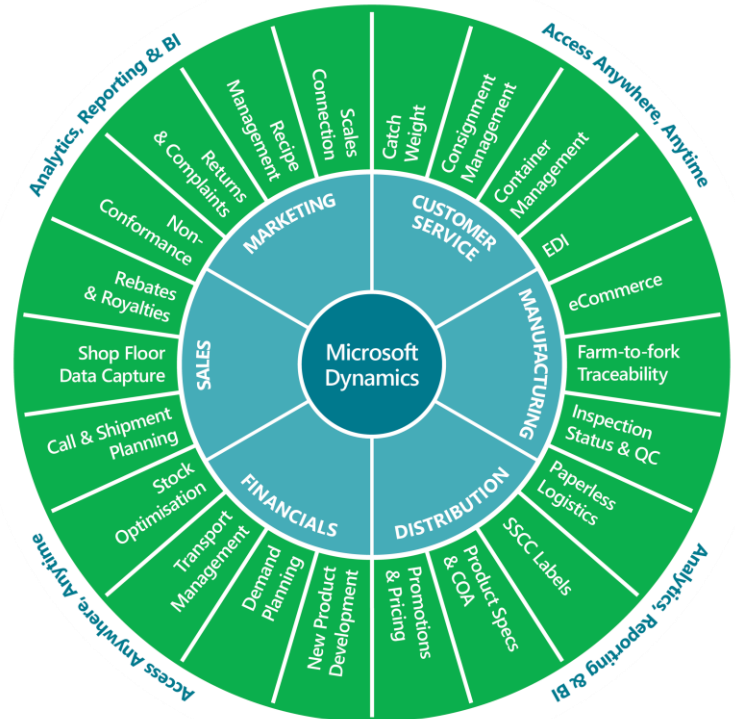 Analytics, Reporting & BI
Access Anywhere, Anytime
Microsoft
Dynamics
MARKETING
CUSTOMER
SERVICE
MANUFACTURING
DISTRIBUTION
FINANCIALS
SALES
Catch
Weight
Consignment
Management
Container
Management
EDI
eCommerce
Farm-to-fork
Traceability
Inspection
Status & QC
Paperless
Logistics
SSCC Labels
Product Specs
& COA
Promotions
& Pricing
New Product
Development
Demand
Planning
Transport
Management
Stock
Optimisation
Call & Shipment
Planning
Shop Floor
Data Capture
Rebates
& Royalties
Non-
Conformance
Returns
& Complaints
Recipe
Management
Scales
Connection
Access Anywhere, Anytime
Analytics, Reporting & BI